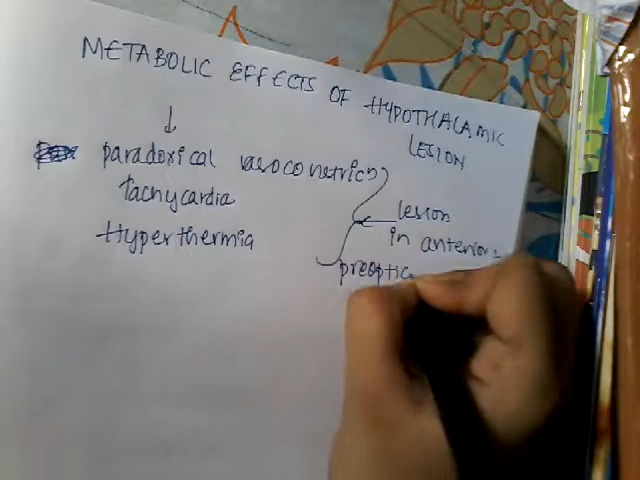 METABOLIC EFFECTS OF HYPOTHALAMIC
LESION
paradoxical vasoconstriction
Tachycardia
Hyperthermia
lesion
in anterior
preoptic